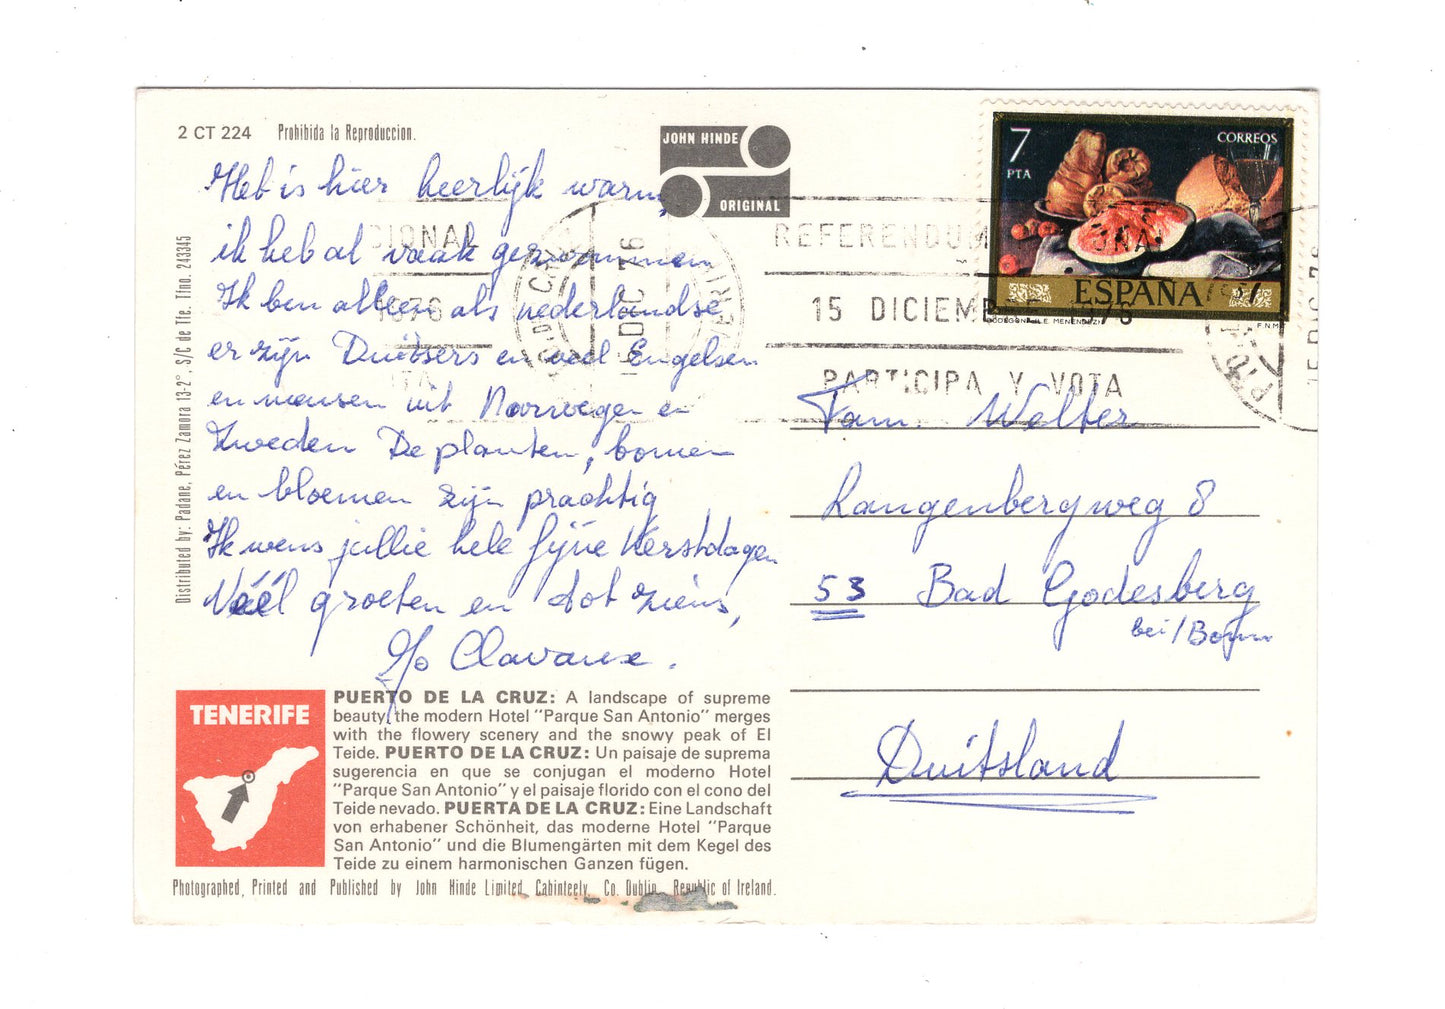 2 CT 224 Prohibida la Reproduccion.
JOHN HINDE
ORIGINAL
Het is hier heerlijk warm,
ik heb al vaak gezwommen
Ik ben alleen als nederlandse
er zijn Duitsers en veel Engelsen
en mensen uit Noorwegen en
Zweden De planten, bomen
en bloemen zijn prachtig
Ik wens jullie hele fijne Kerstdagen
Véél groeten en tot ziens,
Distributed by: Padane, Pérez Zamora 13-2°. S/C de Tfe. Tfno. 243345
TENERIFE
PUERTO DE LA CRUZ: A landscape of supreme
beauty, the modern Hotel "Parque San Antonio" merges
with the flowery scenery and the snowy peak of El
Teide. PUERTO DE LA CRUZ: Un paisaje de suprema
sugerencia en que se conjugan el moderno Hotel
"Parque San Antonio" y el paisaje florido con el cono del
Teide nevado. PUERTA DE LA CRUZ: Eine Landschaft
von erhabener Schönheit, das moderne Hotel "Parque
San Antonio" und die Blumengärten mit dem Kegel des
Teide zu einem harmonischen Ganzen fügen.
Photographed, Printed and Published by John Hinde Limited, Cabinteely, Co. Dublin, Republic of Ireland.
7 CORREOS
PTA
ESPAÑA
BODEGON (L.E. MENENDEZ) F.N.M.T.
CIONAL
1976
REFERENDUM
15 DICIEMBRE 1976
PARTICIPA Y VOTA
DIC 76
Fam. Welter
Langenbergweg 8
53 Bad Godesberg
bei/Bonn
Duitsland